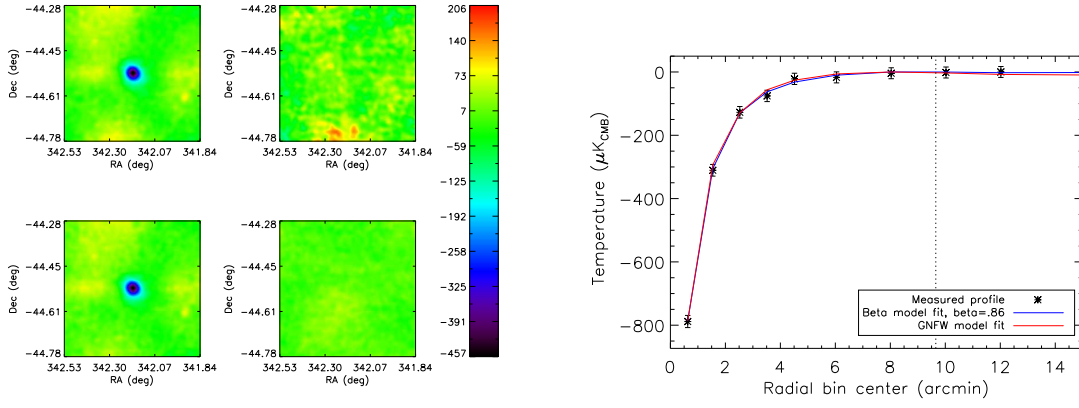 −44.28
−44.45
−44.61
−44.78
Dec (deg)
342.53 342.30 342.07 341.84
RA (deg)
−44.28
−44.45
−44.61
−44.78
Dec (deg)
342.53 342.30 342.07 341.84
RA (deg)
−44.28
−44.45
−44.61
−44.78
Dec (deg)
342.53 342.30 342.07 341.84
RA (deg)
−44.28
−44.45
−44.61
−44.78
Dec (deg)
342.53 342.30 342.07 341.84
RA (deg)
206
140
73
7
−59
−125
−192
−258
−325
−391
−457
0
−200
−400
−600
−800
Temperature (μK_CMB)
Measured profile
Beta model fit, beta=.86
GNFW model fit
0 2 4 6 8 10 12 14
Radial bin center (arcmin)